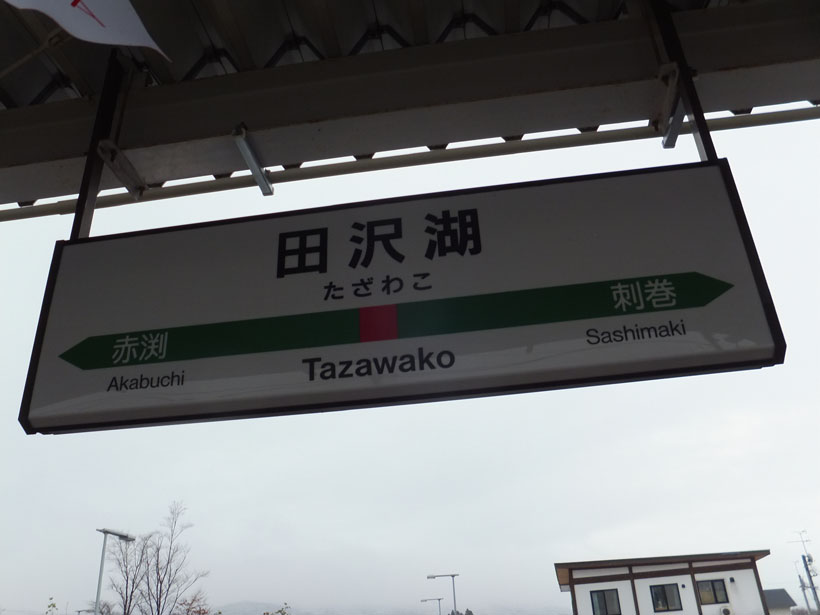 田沢湖
たざわこ
赤渕
刺巻
Akabuchi
Tazawako
Sashimaki